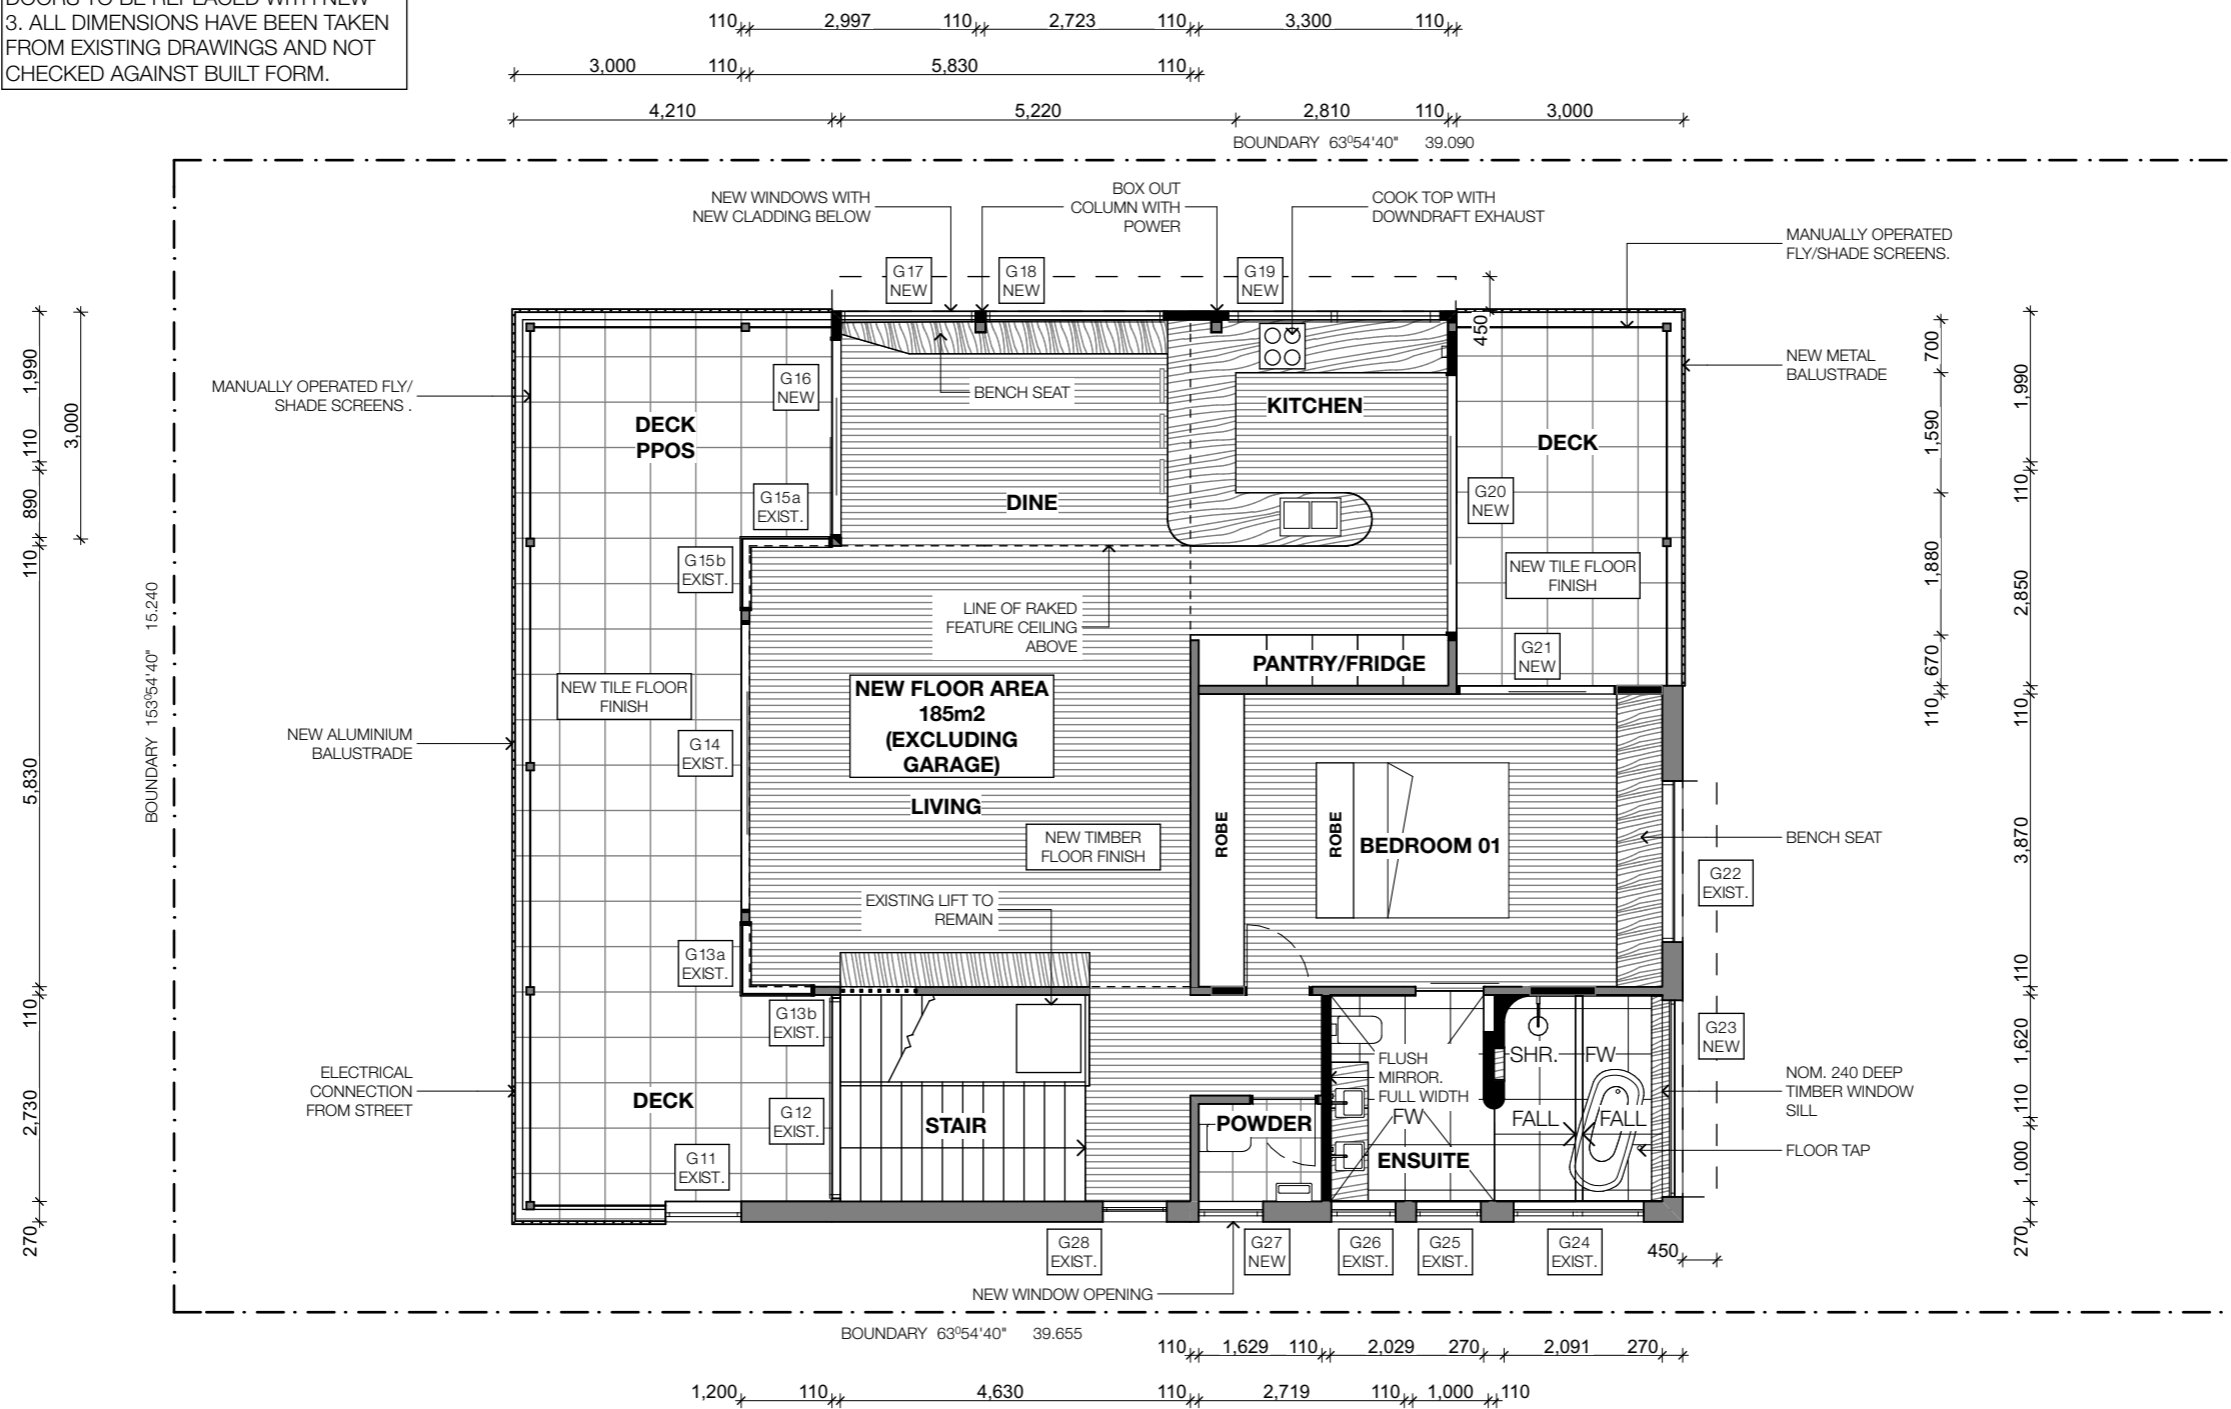 DOORS TO BE REPLACED WITH NEW
3. ALL DIMENSIONS HAVE BEEN TAKEN
FROM EXISTING DRAWINGS AND NOT
CHECKED AGAINST BUILT FORM.
110 2,997 110 2,723 110 3,300 110
3,000 110 5,830 110
4,210 5,220 2,810 110 3,000
BOUNDARY 63⁰54'40" 39.090
NEW WINDOWS WITH
NEW CLADDING BELOW
BOX OUT
COLUMN WITH
POWER
COOK TOP WITH
DOWNDRAFT EXHAUST
MANUALLY OPERATED
FLY/SHADE SCREENS.
G17
NEW
G18
NEW
G19
NEW
450
MANUALLY OPERATED FLY/
SHADE SCREENS .
G16
NEW
BENCH SEAT
KITCHEN
NEW METAL
BALUSTRADE
DECK
PPOS
DECK
G15a
EXIST.
DINE
G20
NEW
G15b
EXIST.
NEW TILE FLOOR
FINISH
LINE OF RAKED
FEATURE CEILING
ABOVE
G21
NEW
PANTRY/FRIDGE
NEW TILE FLOOR
FINISH
NEW FLOOR AREA
185m2
(EXCLUDING
GARAGE)
NEW ALUMINIUM
BALUSTRADE
G14
EXIST.
LIVING
NEW TIMBER
FLOOR FINISH
ROBE
ROBE
BEDROOM 01
BENCH SEAT
G22
EXIST.
EXISTING LIFT TO
REMAIN
G13a
EXIST.
G13b
EXIST.
G23
NEW
ELECTRICAL
CONNECTION
FROM STREET
DECK
G12
EXIST.
STAIR
POWDER
FLUSH
MIRROR.
FULL WIDTH
FW
ENSUITE
SHR.
FW
FALL
FALL
NOM. 240 DEEP
TIMBER WINDOW
SILL
FLOOR TAP
G11
EXIST.
G28
EXIST.
G27
NEW
G26
EXIST.
G25
EXIST.
G24
EXIST.
450
NEW WINDOW OPENING
BOUNDARY 63⁰54'40" 39.655
110 1,629 110 2,029 270 2,091 270
1,200 110 4,630 110 2,719 110 1,000 110
1,990 110 890 110 5,830 110 2,730 270
3,000
BOUNDARY 153⁰54'40" 15.240
700 1,590 1,880 670 110
1,990 110 2,850 110 3,870 110 1,620 110 1,000 270